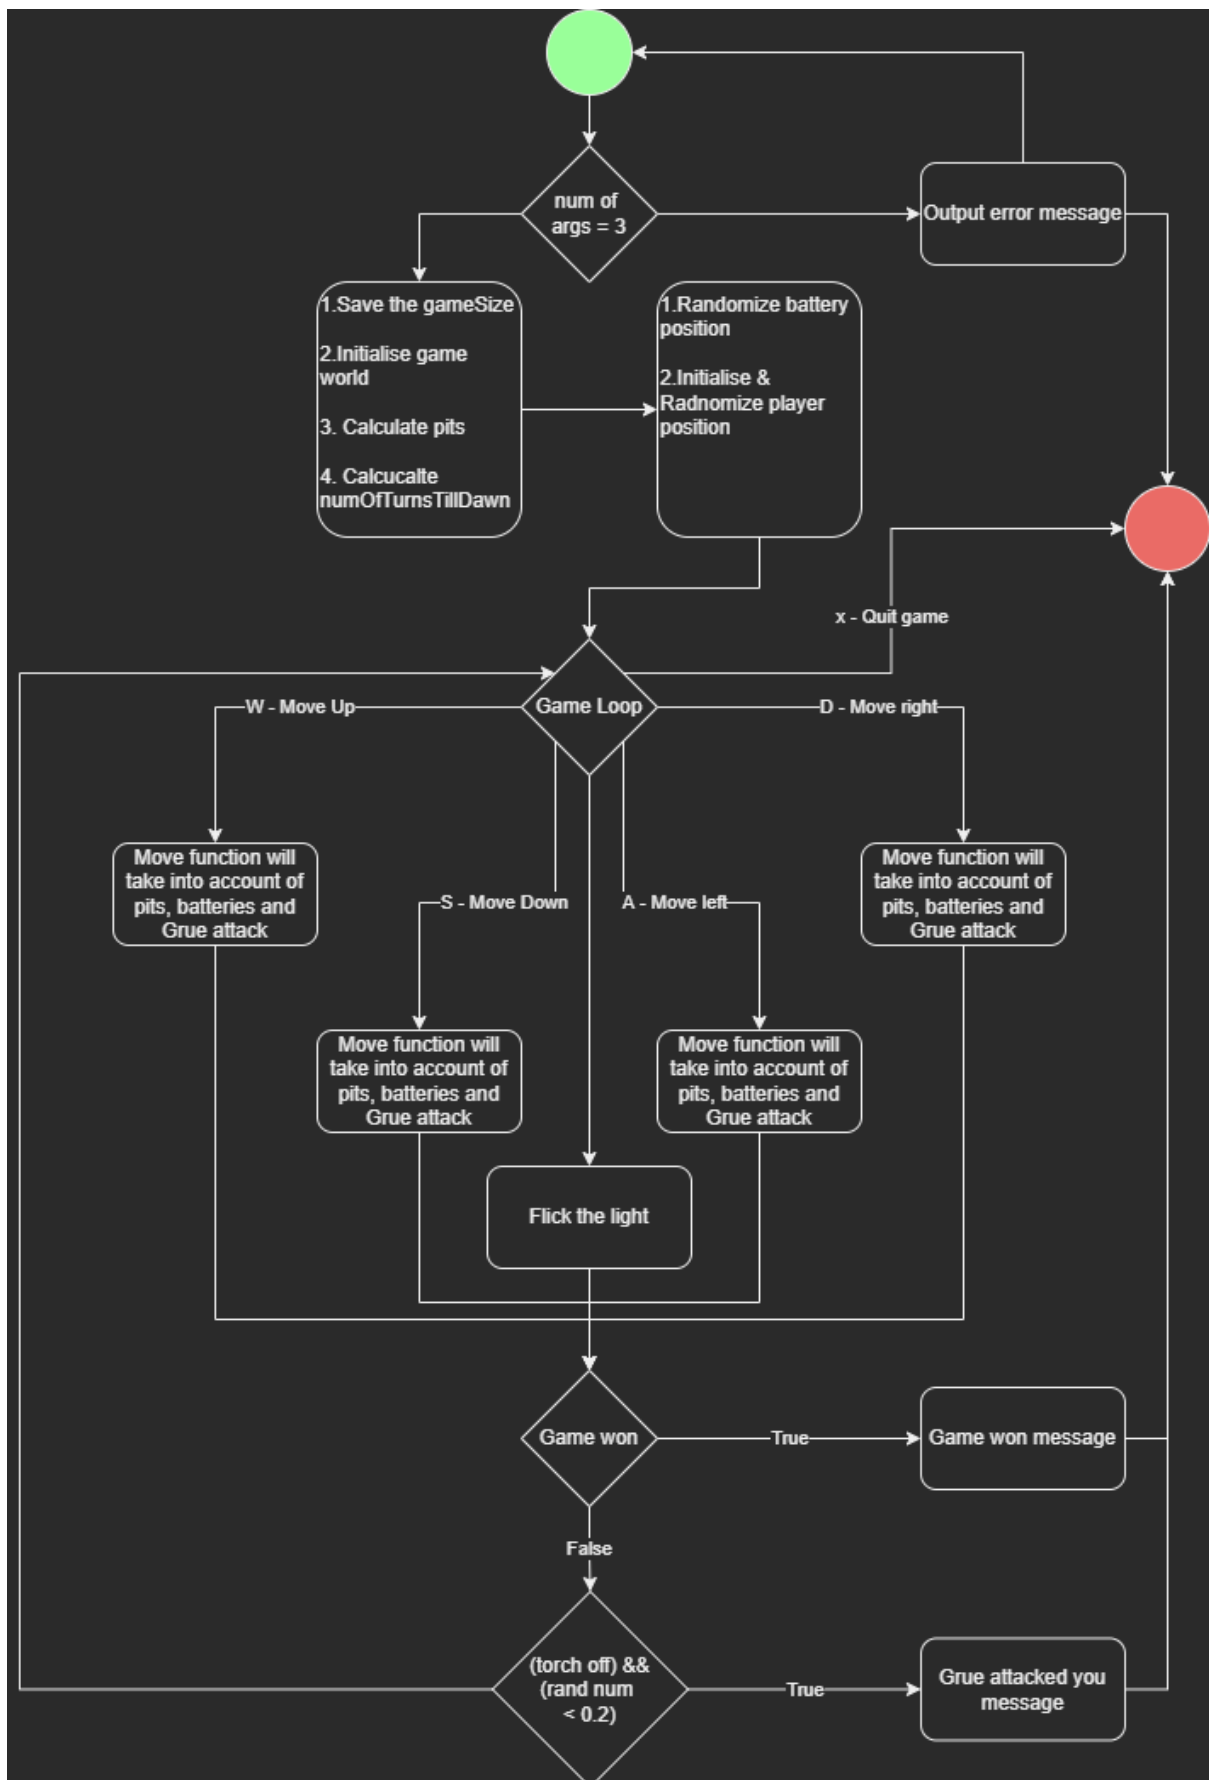 num of
args = 3
Output error message
1.Save the gameSize
2.Initialise game
world
3. Calculate pits
4. Calcucalte
numOfTurnsTillDawn
1.Randomize battery
position
2.Initialise &
Radnomize player
position
x - Quit game
Game Loop
W - Move Up
D - Move right
Move function will
take into account of
pits, batteries and
Grue attack
Move function will
take into account of
pits, batteries and
Grue attack
S - Move Down
A - Move left
Move function will
take into account of
pits, batteries and
Grue attack
Move function will
take into account of
pits, batteries and
Grue attack
Flick the light
Game won
True
Game won message
False
(torch off) &&
(rand num
< 0.2)
True
Grue attacked you
message